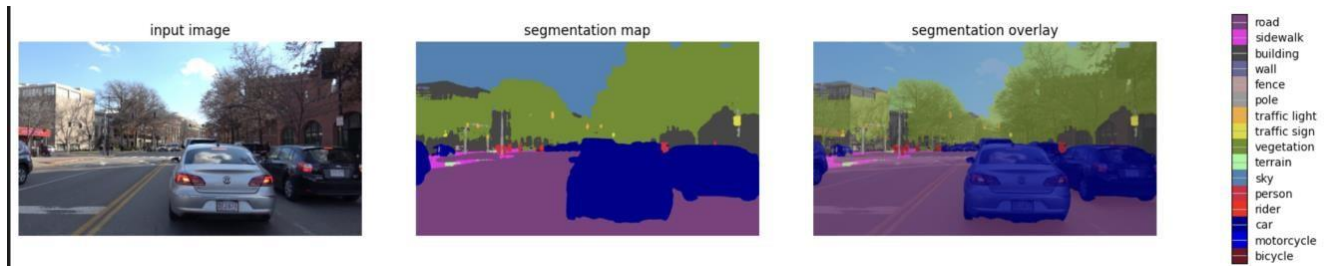 input image
segmentation map
segmentation overlay
road
sidewalk
building
wall
fence
pole
traffic light
traffic sign
vegetation
terrain
sky
person
rider
car
motorcycle
bicycle